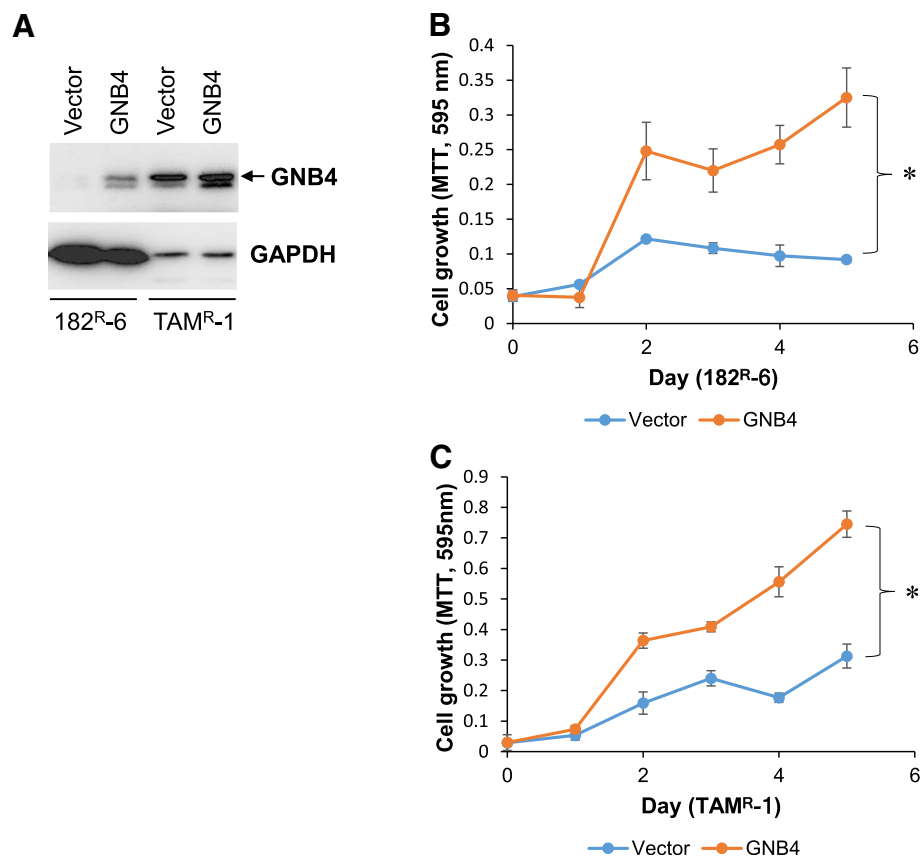 A
Vector
GNB4
Vector
GNB4
GNB4
GAPDH
182ᴿ-6
TAMᴿ-1
B
Cell growth (MTT, 595 nm)
0.4
0.35
0.3
0.25
0.2
0.15
0.1
0.05
0
0
2
4
6
*
Day (182ᴿ-6)
Vector
GNB4
C
Cell growth (MTT, 595nm)
0.9
0.8
0.7
0.6
0.5
0.4
0.3
0.2
0.1
0
0
2
4
6
*
Day (TAMᴿ-1)
Vector
GNB4